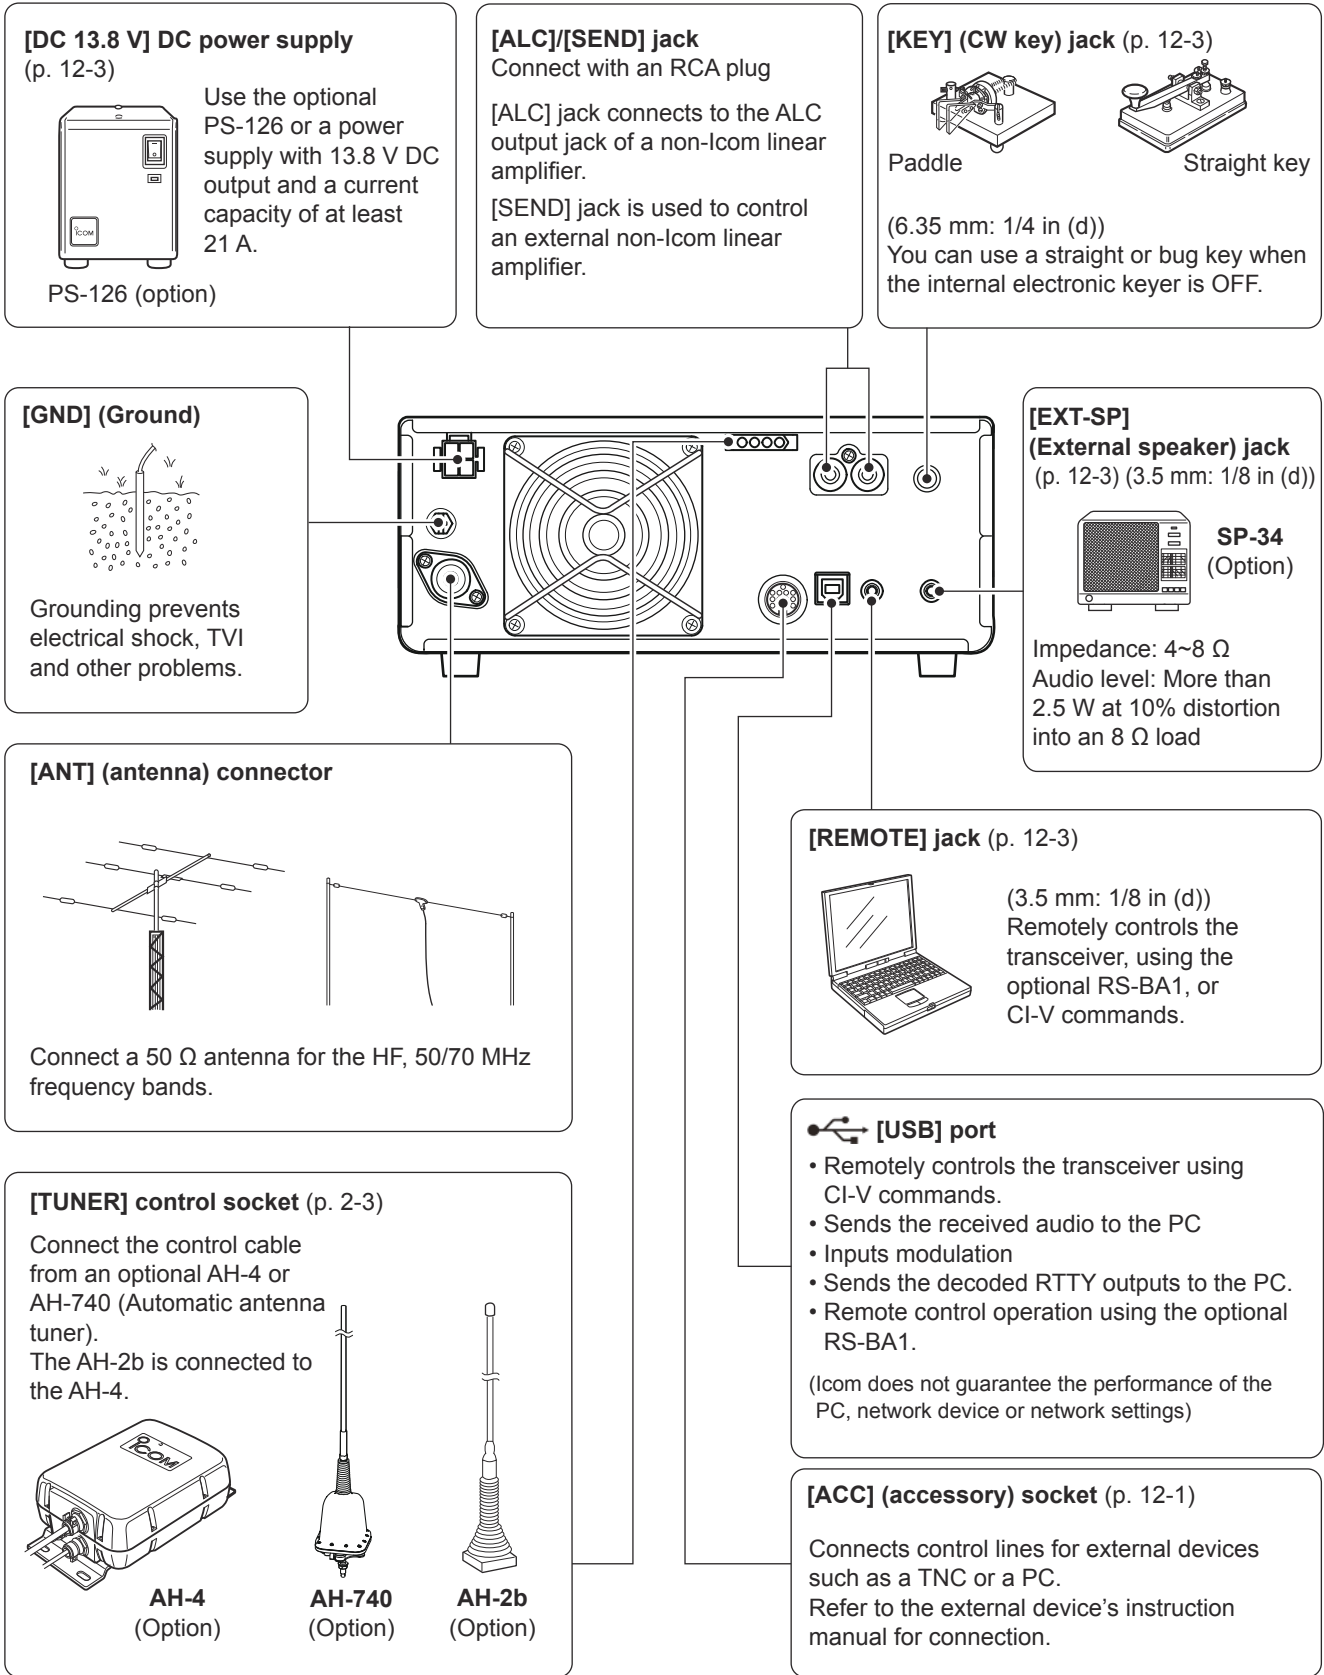 [DC 13.8 V] DC power supply
(p. 12-3)
Use the optional
PS-126 or a power
supply with 13.8 V DC
output and a current
capacity of at least
21 A.
ICOM
PS-126 (option)
[ALC]/[SEND] jack
Connect with an RCA plug
[ALC] jack connects to the ALC
output jack of a non-Icom linear
amplifier.
[SEND] jack is used to control
an external non-Icom linear
amplifier.
[KEY] (CW key) jack (p. 12-3)
Paddle
Straight key
(6.35 mm: 1/4 in (d))
You can use a straight or bug key when
the internal electronic keyer is OFF.
[GND] (Ground)
Grounding prevents
electrical shock, TVI
and other problems.
[EXT-SP]
(External speaker) jack
(p. 12-3) (3.5 mm: 1/8 in (d))
SP-34
(Option)
Impedance: 4~8 Ω
Audio level: More than
2.5 W at 10% distortion
into an 8 Ω load
[ANT] (antenna) connector
Connect a 50 Ω antenna for the HF, 50/70 MHz
frequency bands.
[REMOTE] jack (p. 12-3)
(3.5 mm: 1/8 in (d))
Remotely controls the
transceiver, using the
optional RS-BA1, or
CI-V commands.
[USB] port
• Remotely controls the transceiver using
CI-V commands.
• Sends the received audio to the PC
• Inputs modulation
• Sends the decoded RTTY outputs to the PC.
• Remote control operation using the optional
RS-BA1.
(Icom does not guarantee the performance of the
PC, network device or network settings)
[TUNER] control socket (p. 2-3)
Connect the control cable
from an optional AH-4 or
AH-740 (Automatic antenna
tuner).
The AH-2b is connected to
the AH-4.
ICOM
AH-4
(Option)
AH-740
(Option)
AH-2b
(Option)
[ACC] (accessory) socket (p. 12-1)
Connects control lines for external devices
such as a TNC or a PC.
Refer to the external device's instruction
manual for connection.